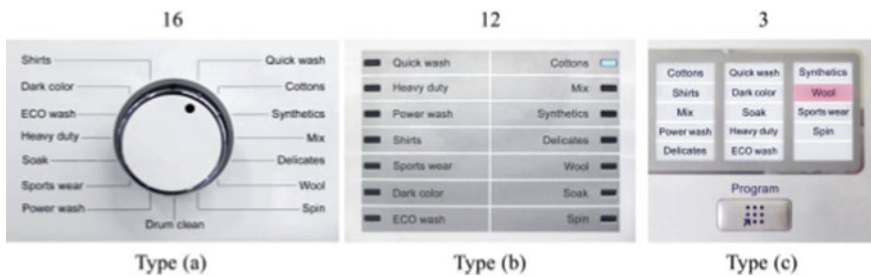 16
12
3
Shirts
Dark color
ECO wash
Heavy duty
Soak
Sports wear
Power wash
Drum clean
Quick wash
Cottons
Synthetics
Mix
Delicates
Wool
Spin
Quick wash Cottons
Heavy duty Mix
Power wash Synthetics
Shirts Delicates
Sports wear Wool
Dark color Soak
ECO wash Spin
Cottons Quick wash Synthetics
Shirts Dark color Wool
Mix Soak Sports wear
Power wash Heavy duty Spin
Delicates ECO wash
Program
Type (a)
Type (b)
Type (c)